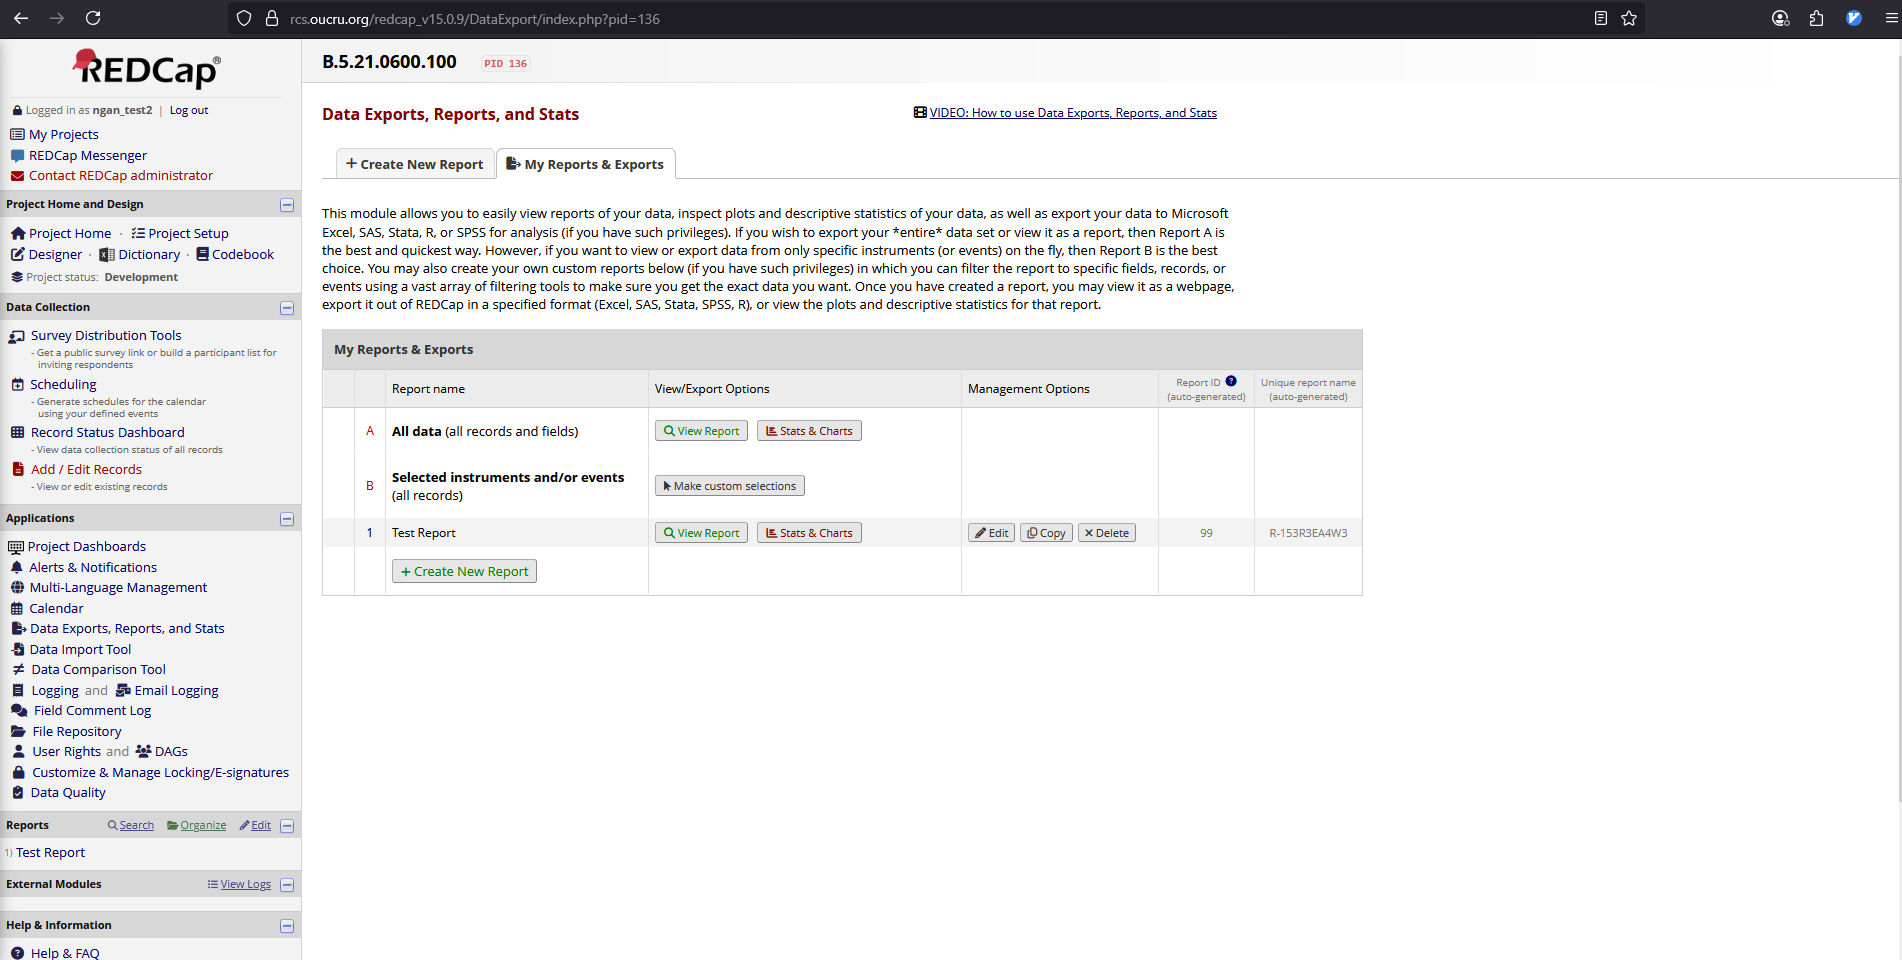 rcs.oucru.org/redcap_v15.0.9/DataExport/index.php?pid=136
REDCap®
Logged in as ngan_test2 | Log out
My Projects
REDCap Messenger
Contact REDCap administrator
Project Home and Design
Project Home · Project Setup
Designer · Dictionary · Codebook
Project status: Development
Data Collection
Survey Distribution Tools
- Get a public survey link or build a participant list for
inviting respondents
Scheduling
- Generate schedules for the calendar
using your defined events
Record Status Dashboard
- View data collection status of all records
Add / Edit Records
- View or edit existing records
Applications
Project Dashboards
Alerts & Notifications
Multi-Language Management
Calendar
Data Exports, Reports, and Stats
Data Import Tool
Data Comparison Tool
Logging and Email Logging
Field Comment Log
File Repository
User Rights and DAGs
Customize & Manage Locking/E-signatures
Data Quality
Reports Search Organize Edit
1) Test Report
External Modules View Logs
Help & Information
Help & FAQ
B.5.21.0600.100 PID 136
Data Exports, Reports, and Stats
VIDEO: How to use Data Exports, Reports, and Stats
+ Create New Report My Reports & Exports
This module allows you to easily view reports of your data, inspect plots and descriptive statistics of your data, as well as export your data to Microsoft
Excel, SAS, Stata, R, or SPSS for analysis (if you have such privileges). If you wish to export your *entire* data set or view it as a report, then Report A is
the best and quickest way. However, if you want to view or export data from only specific instruments (or events) on the fly, then Report B is the best
choice. You may also create your own custom reports below (if you have such privileges) in which you can filter the report to specific fields, records, or
events using a vast array of filtering tools to make sure you get the exact data you want. Once you have created a report, you may view it as a webpage,
export it out of REDCap in a specified format (Excel, SAS, Stata, SPSS, R), or view the plots and descriptive statistics for that report.
My Reports & Exports
Report name View/Export Options Management Options Report ID (auto-generated) Unique report name (auto-generated)
A All data (all records and fields) View Report Stats & Charts
B Selected instruments and/or events
(all records) Make custom selections
1 Test Report View Report Stats & Charts Edit Copy Delete 99 R-153R3EA4W3
+ Create New Report